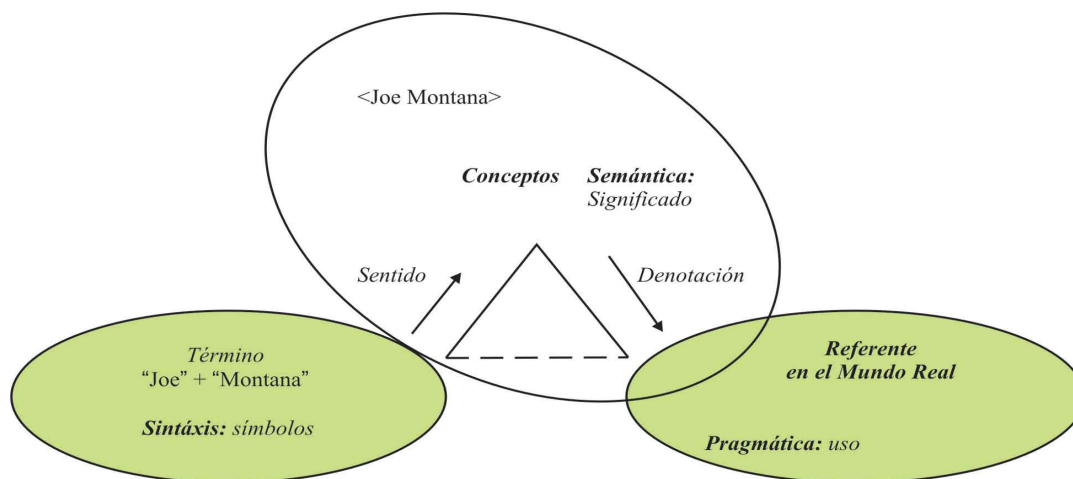 <Joe Montana>
Conceptos
Semántica:
Significado
Sentido
Denotación
Término
“Joe” + “Montana”
Sintáxis: símbolos
Referente
en el Mundo Real
Pragmática: uso